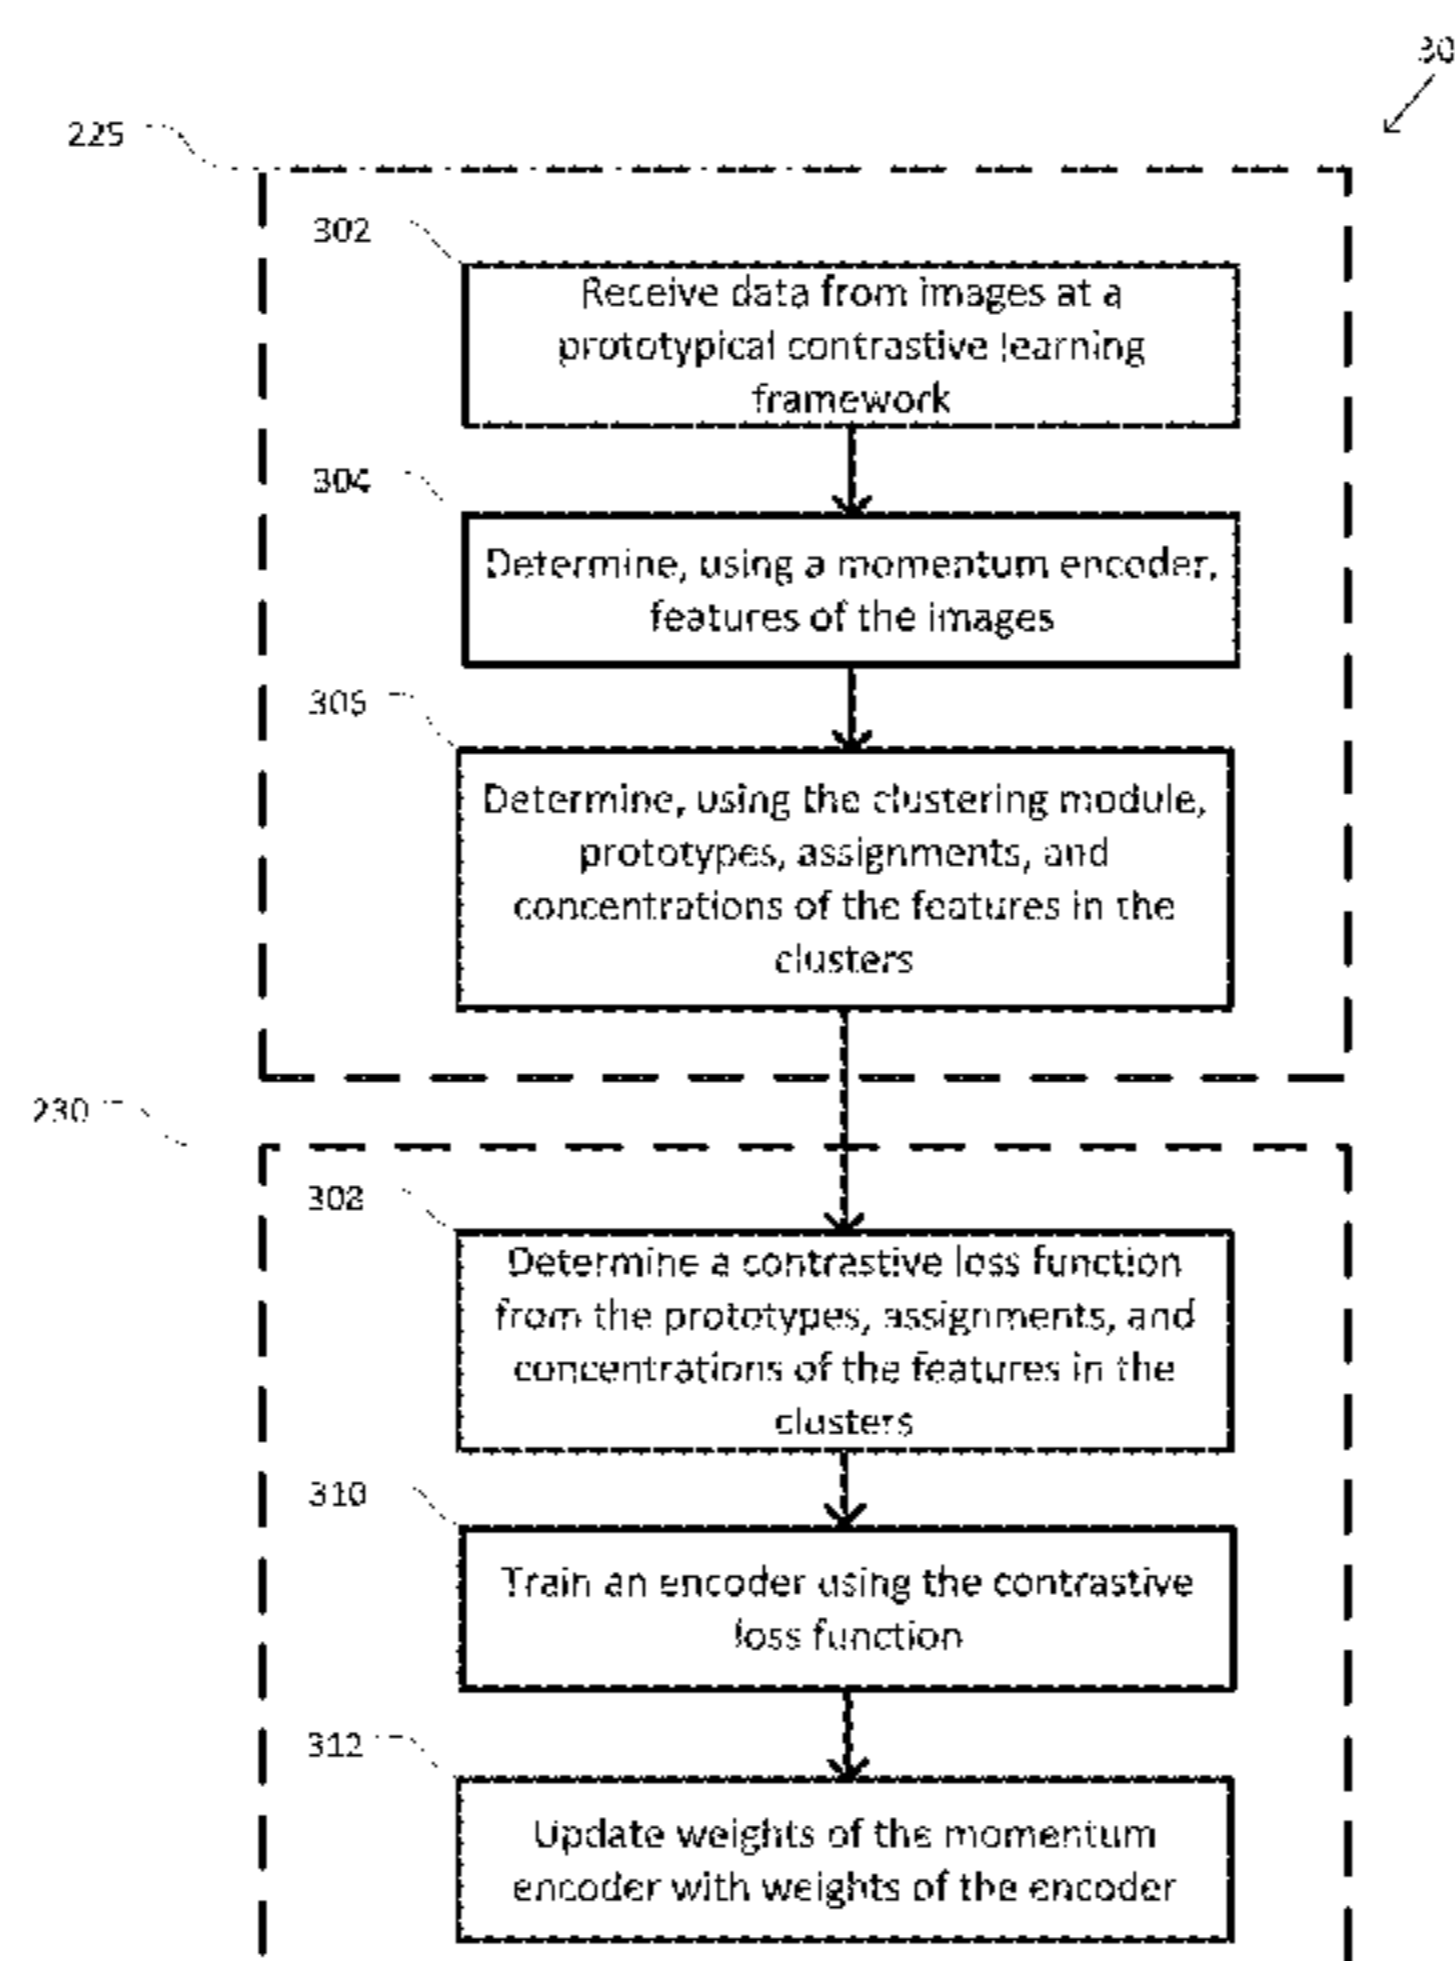 30
225
302
Receive data from images at a
prototypical contrastive learning
framework
304
Determine, using a momentum encoder,
features of the images
306
Determine, using the clustering module,
prototypes, assignments, and
concentrations of the features in the
clusters
230
308
Determine a contrastive loss function
from the prototypes, assignments, and
concentrations of the features in the
clusters
310
Train an encoder using the contrastive
loss function
312
Update weights of the momentum
encoder with weights of the encoder